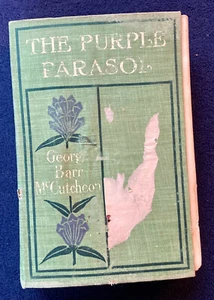 THE PURPLE
PARASOL
George
Barr
McCutcheon